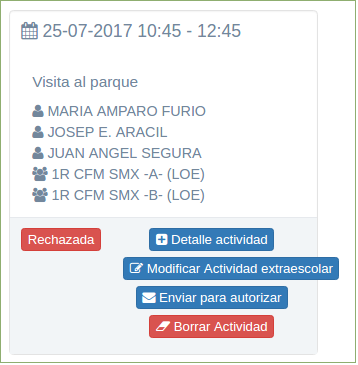 25-07-2017 10:45 - 12:45
Visita al parque
MARIA AMPARO FURIO
JOSEP E. ARACIL
JUAN ANGEL SEGURA
1R CFM SMX -A- (LOE)
1R CFM SMX -B- (LOE)
Rechazada
Detalle actividad
Modificar Actividad extraescolar
Enviar para autorizar
Borrar Actividad